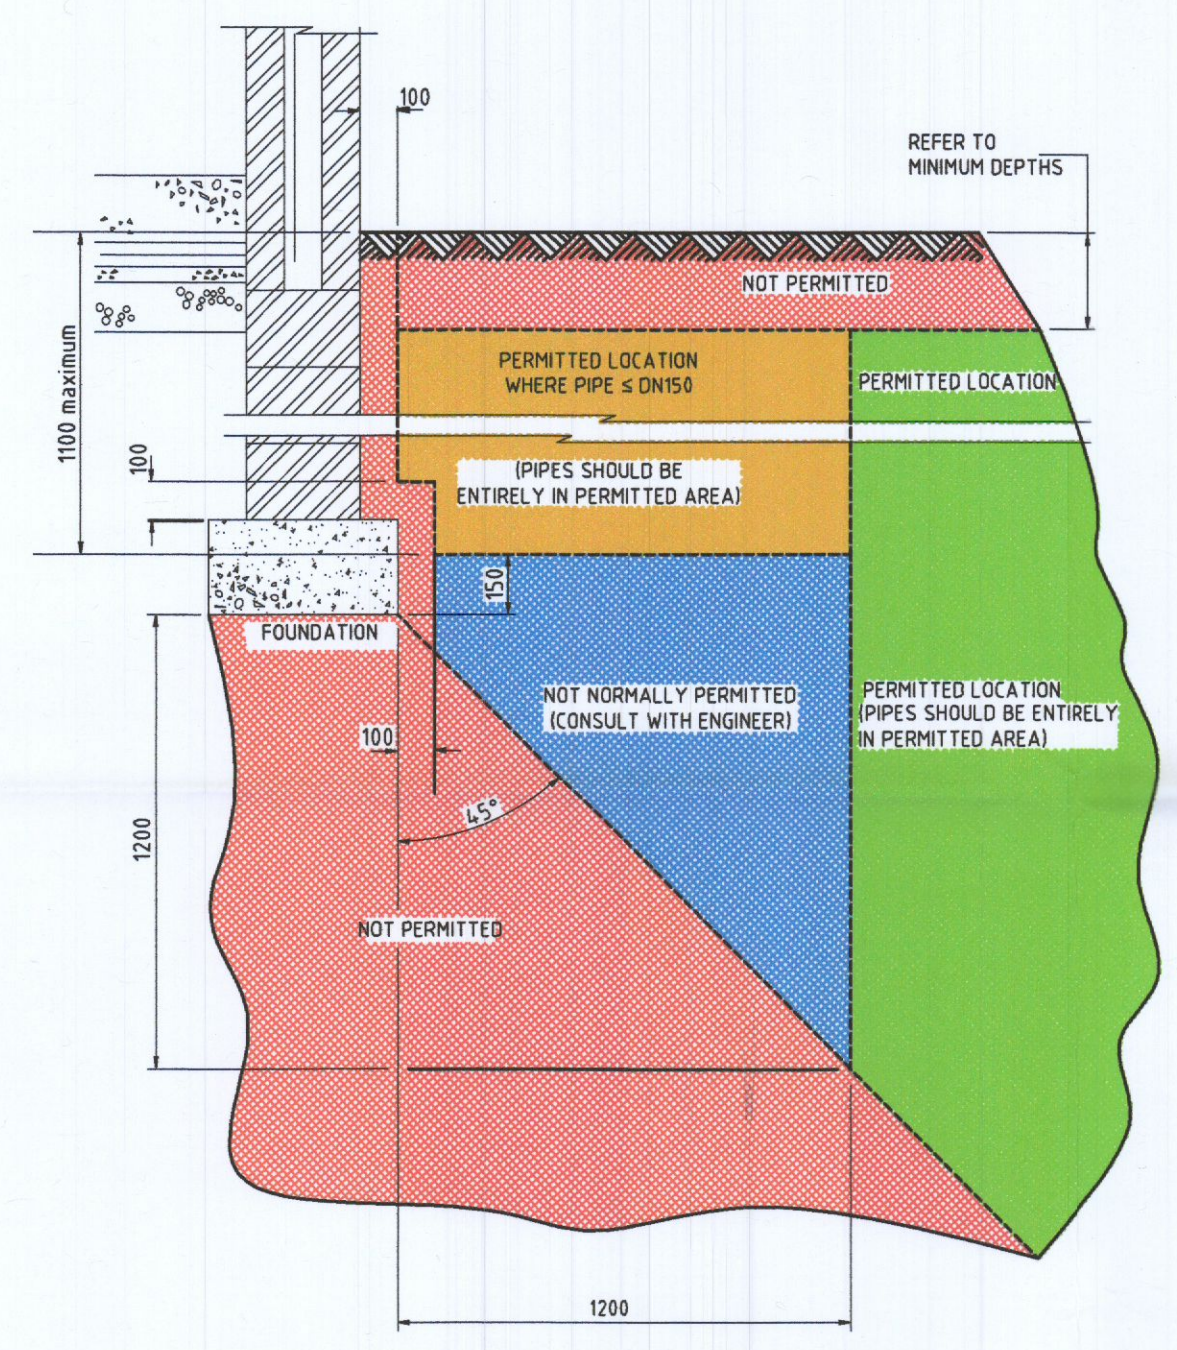 100
REFER TO
MINIMUM DEPTHS
NOT PERMITTED
1100 maximum
PERMITTED LOCATION
WHERE PIPE ≤ DN150
PERMITTED LOCATION
100
(PIPES SHOULD BE
ENTIRELY IN PERMITTED AREA)
150
FOUNDATION
NOT NORMALLY PERMITTED
(CONSULT WITH ENGINEER)
PERMITTED LOCATION
(PIPES SHOULD BE ENTIRELY
IN PERMITTED AREA)
100
45°
1200
NOT PERMITTED
1200